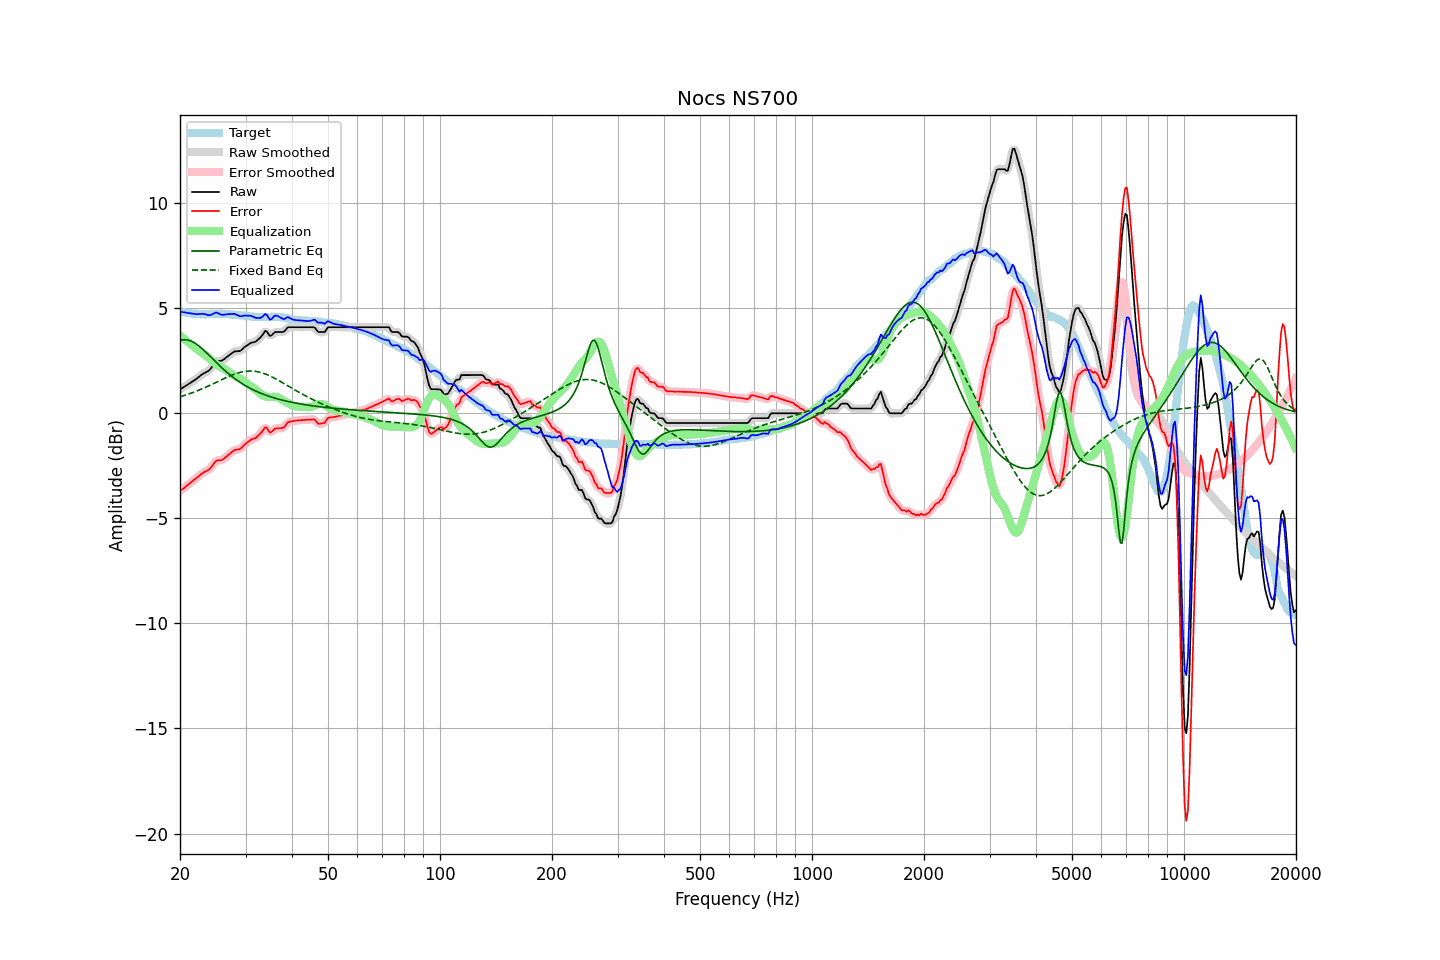 Nocs NS700
Target
Raw Smoothed
Error Smoothed
Raw
Error
Equalization
Parametric Eq
Fixed Band Eq
Equalized
10
5
0
−5
−10
−15
−20
Amplitude (dBr)
20 50 100 200 500 1000 2000 5000 10000 20000
Frequency (Hz)